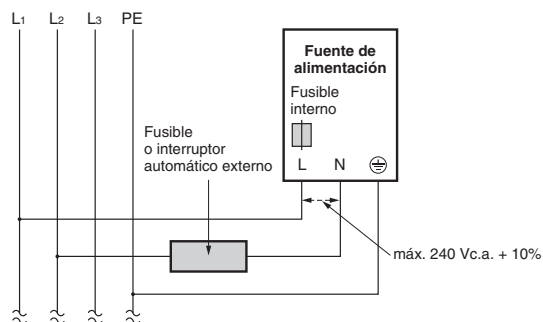 L1 L2 L3 PE
Fuente de
alimentación
Fusible
interno
L N
Fusible
o interruptor
automático externo
máx. 240 Vc.a. + 10%